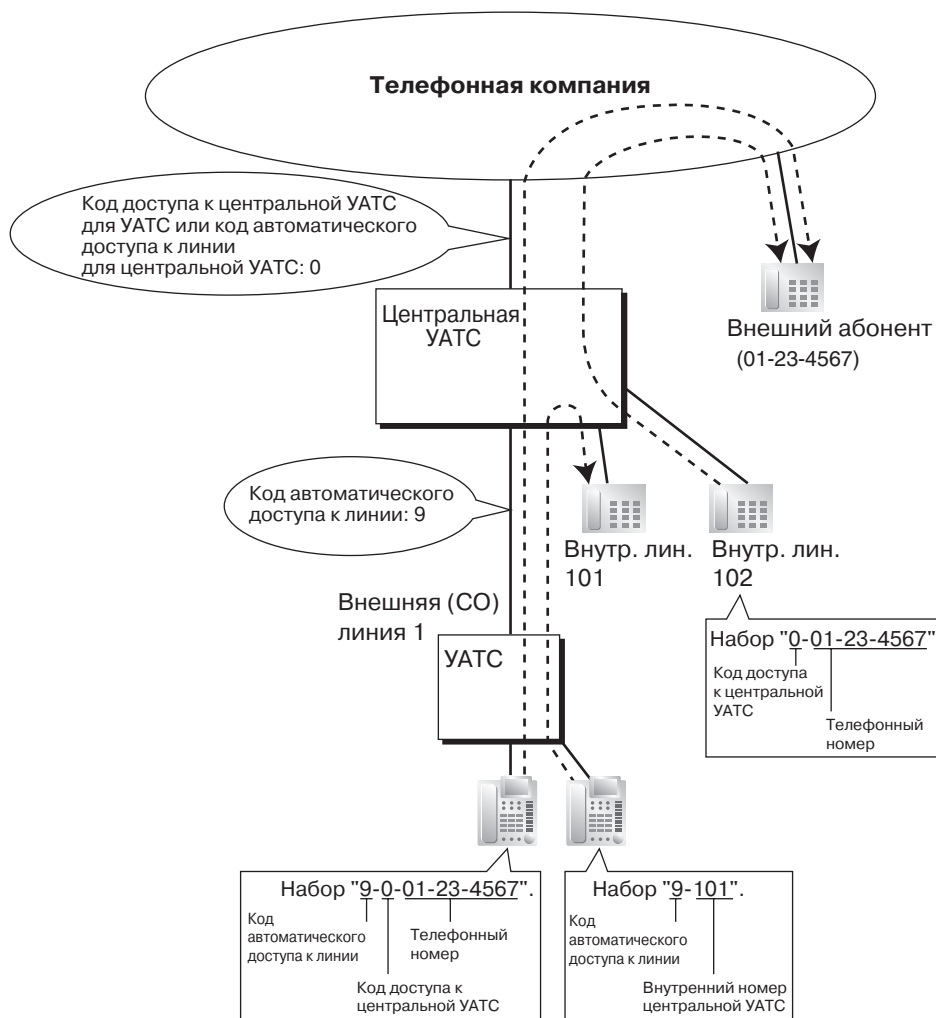 Телефонная компания
Код доступа к центральной УАТС
для УАТС или код автоматического
доступа к линии
для центральной УАТС: 0
Центральная
УАТС
Внешний абонент
(01-23-4567)
Код автоматического
доступа к линии: 9
Внутр. лин.
101
Внутр. лин.
102
Внешняя (CO)
линия 1
УАТС
Набор "0-01-23-4567"
Код доступа
к центральной
УАТС
Телефонный
номер
Набор "9-0-01-23-4567".
Код
автоматического
доступа к линии
Телефонный
номер
Код доступа к
центральной УАТС
Набор "9-101".
Код
автоматического
доступа к линии
Внутренний номер
центральной УАТС